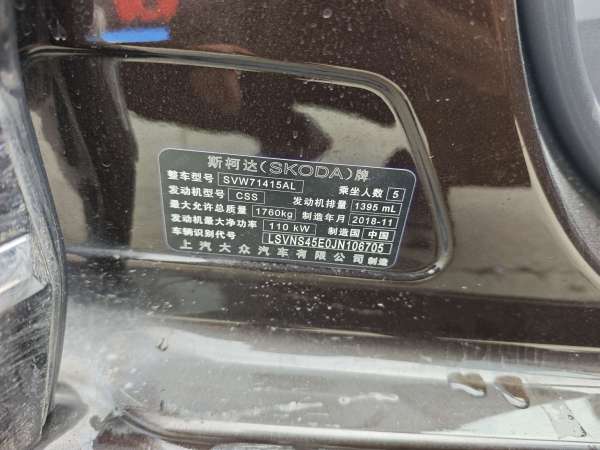 斯柯达(SKODA)牌
整车型号 SVW71415AL 乘坐人数 5
发动机型号 CSS 发动机排量 1395 mL
最大允许总质量 1760kg 制造年月 2018-11
发动机最大净功率 110 kW 制造国 中国
车辆识别代号 LSVNS45E0JN106705
上汽大众汽车有限公司 制造